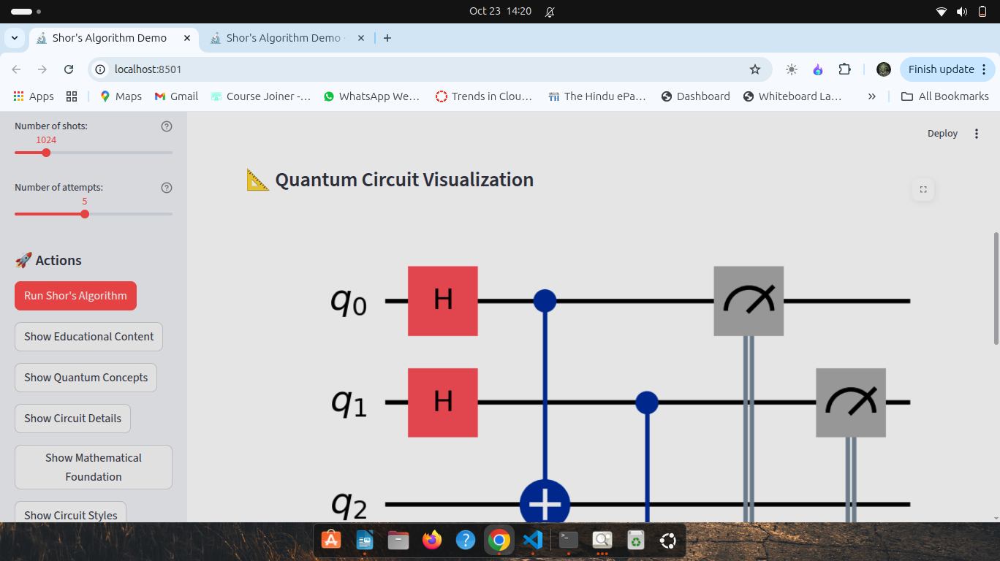 Oct 23 14:20
Shor's Algorithm Demo
Shor's Algorithm Demo
localhost:8501
Finish update
Apps
Maps
Gmail
Course Joiner -...
WhatsApp We...
Trends in Clou...
The Hindu ePa...
Dashboard
Whiteboard La...
All Bookmarks
Number of shots:
1024
Number of attempts:
5
🚀 Actions
Run Shor's Algorithm
Show Educational Content
Show Quantum Concepts
Show Circuit Details
Show Mathematical
Foundation
Show Circuit Styles
Deploy
📐 Quantum Circuit Visualization
q0 H
q1 H
q2